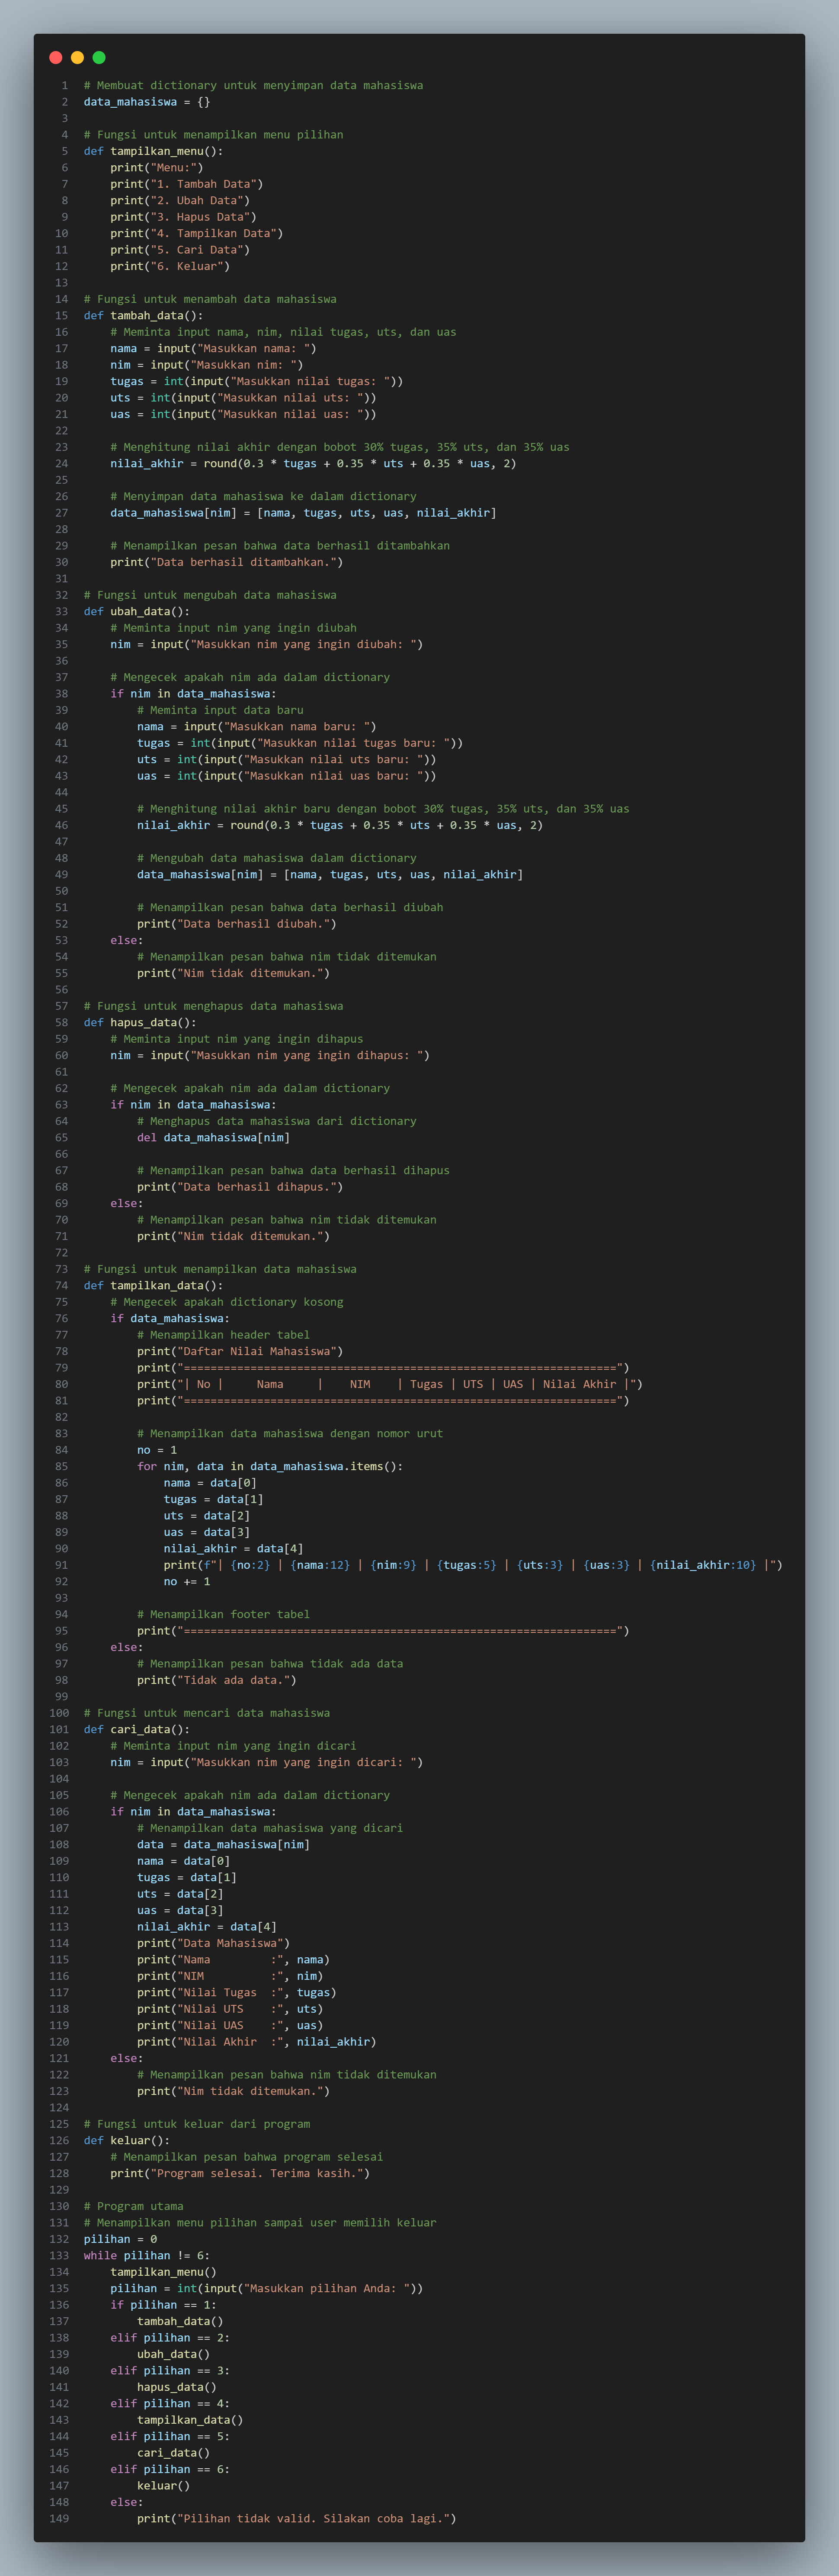 1 # Membuat dictionary untuk menyimpan data mahasiswa
2 data_mahasiswa = {}
3
4 # Fungsi untuk menampilkan menu pilihan
5 def tampilkan_menu():
6     print("Menu:")
7     print("1. Tambah Data")
8     print("2. Ubah Data")
9     print("3. Hapus Data")
10     print("4. Tampilkan Data")
11     print("5. Cari Data")
12     print("6. Keluar")
13
14 # Fungsi untuk menambah data mahasiswa
15 def tambah_data():
16     # Meminta input nama, nim, nilai tugas, uts, dan uas
17     nama = input("Masukkan nama: ")
18     nim = input("Masukkan nim: ")
19     tugas = int(input("Masukkan nilai tugas: "))
20     uts = int(input("Masukkan nilai uts: "))
21     uas = int(input("Masukkan nilai uas: "))
22
23     # Menghitung nilai akhir dengan bobot 30% tugas, 35% uts, dan 35% uas
24     nilai_akhir = round(0.3 * tugas + 0.35 * uts + 0.35 * uas, 2)
25
26     # Menyimpan data mahasiswa ke dalam dictionary
27     data_mahasiswa[nim] = [nama, tugas, uts, uas, nilai_akhir]
28
29     # Menampilkan pesan bahwa data berhasil ditambahkan
30     print("Data berhasil ditambahkan.")
31
32 # Fungsi untuk mengubah data mahasiswa
33 def ubah_data():
34     # Meminta input nim yang ingin diubah
35     nim = input("Masukkan nim yang ingin diubah: ")
36
37     # Mengecek apakah nim ada dalam dictionary
38     if nim in data_mahasiswa:
39         # Meminta input data baru
40         nama = input("Masukkan nama baru: ")
41         tugas = int(input("Masukkan nilai tugas baru: "))
42         uts = int(input("Masukkan nilai uts baru: "))
43         uas = int(input("Masukkan nilai uas baru: "))
44
45         # Menghitung nilai akhir baru dengan bobot 30% tugas, 35% uts, dan 35% uas
46         nilai_akhir = round(0.3 * tugas + 0.35 * uts + 0.35 * uas, 2)
47
48         # Mengubah data mahasiswa dalam dictionary
49         data_mahasiswa[nim] = [nama, tugas, uts, uas, nilai_akhir]
50
51         # Menampilkan pesan bahwa data berhasil diubah
52         print("Data berhasil diubah.")
53     else:
54         # Menampilkan pesan bahwa nim tidak ditemukan
55         print("Nim tidak ditemukan.")
56
57 # Fungsi untuk menghapus data mahasiswa
58 def hapus_data():
59     # Meminta input nim yang ingin dihapus
60     nim = input("Masukkan nim yang ingin dihapus: ")
61
62     # Mengecek apakah nim ada dalam dictionary
63     if nim in data_mahasiswa:
64         # Menghapus data mahasiswa dari dictionary
65         del data_mahasiswa[nim]
66
67         # Menampilkan pesan bahwa data berhasil dihapus
68         print("Data berhasil dihapus.")
69     else:
70         # Menampilkan pesan bahwa nim tidak ditemukan
71         print("Nim tidak ditemukan.")
72
73 # Fungsi untuk menampilkan data mahasiswa
74 def tampilkan_data():
75     # Mengecek apakah dictionary kosong
76     if data_mahasiswa:
77         # Menampilkan header tabel
78         print("Daftar Nilai Mahasiswa")
79         print("=================================================================")
80         print("| No |     Nama     |    NIM    | Tugas | UTS | UAS | Nilai Akhir |")
81         print("=================================================================")
82
83         # Menampilkan data mahasiswa dengan nomor urut
84         no = 1
85         for nim, data in data_mahasiswa.items():
86             nama = data[0]
87             tugas = data[1]
88             uts = data[2]
89             uas = data[3]
90             nilai_akhir = data[4]
91             print(f"| {no:2} | {nama:12} | {nim:9} | {tugas:5} | {uts:3} | {uas:3} | {nilai_akhir:10} |")
92             no += 1
93
94         # Menampilkan footer tabel
95         print("=================================================================")
96     else:
97         # Menampilkan pesan bahwa tidak ada data
98         print("Tidak ada data.")
99
100 # Fungsi untuk mencari data mahasiswa
101 def cari_data():
102     # Meminta input nim yang ingin dicari
103     nim = input("Masukkan nim yang ingin dicari: ")
104
105     # Mengecek apakah nim ada dalam dictionary
106     if nim in data_mahasiswa:
107         # Menampilkan data mahasiswa yang dicari
108         data = data_mahasiswa[nim]
109         nama = data[0]
110         tugas = data[1]
111         uts = data[2]
112         uas = data[3]
113         nilai_akhir = data[4]
114         print("Data Mahasiswa")
115         print("Nama         :", nama)
116         print("NIM          :", nim)
117         print("Nilai Tugas  :", tugas)
118         print("Nilai UTS    :", uts)
119         print("Nilai UAS    :", uas)
120         print("Nilai Akhir  :", nilai_akhir)
121     else:
122         # Menampilkan pesan bahwa nim tidak ditemukan
123         print("Nim tidak ditemukan.")
124
125 # Fungsi untuk keluar dari program
126 def keluar():
127     # Menampilkan pesan bahwa program selesai
128     print("Program selesai. Terima kasih.")
129
130 # Program utama
131 # Menampilkan menu pilihan sampai user memilih keluar
132 pilihan = 0
133 while pilihan != 6:
134     tampilkan_menu()
135     pilihan = int(input("Masukkan pilihan Anda: "))
136     if pilihan == 1:
137         tambah_data()
138     elif pilihan == 2:
139         ubah_data()
140     elif pilihan == 3:
141         hapus_data()
142     elif pilihan == 4:
143         tampilkan_data()
144     elif pilihan == 5:
145         cari_data()
146     elif pilihan == 6:
147         keluar()
148     else:
149         print("Pilihan tidak valid. Silakan coba lagi.")